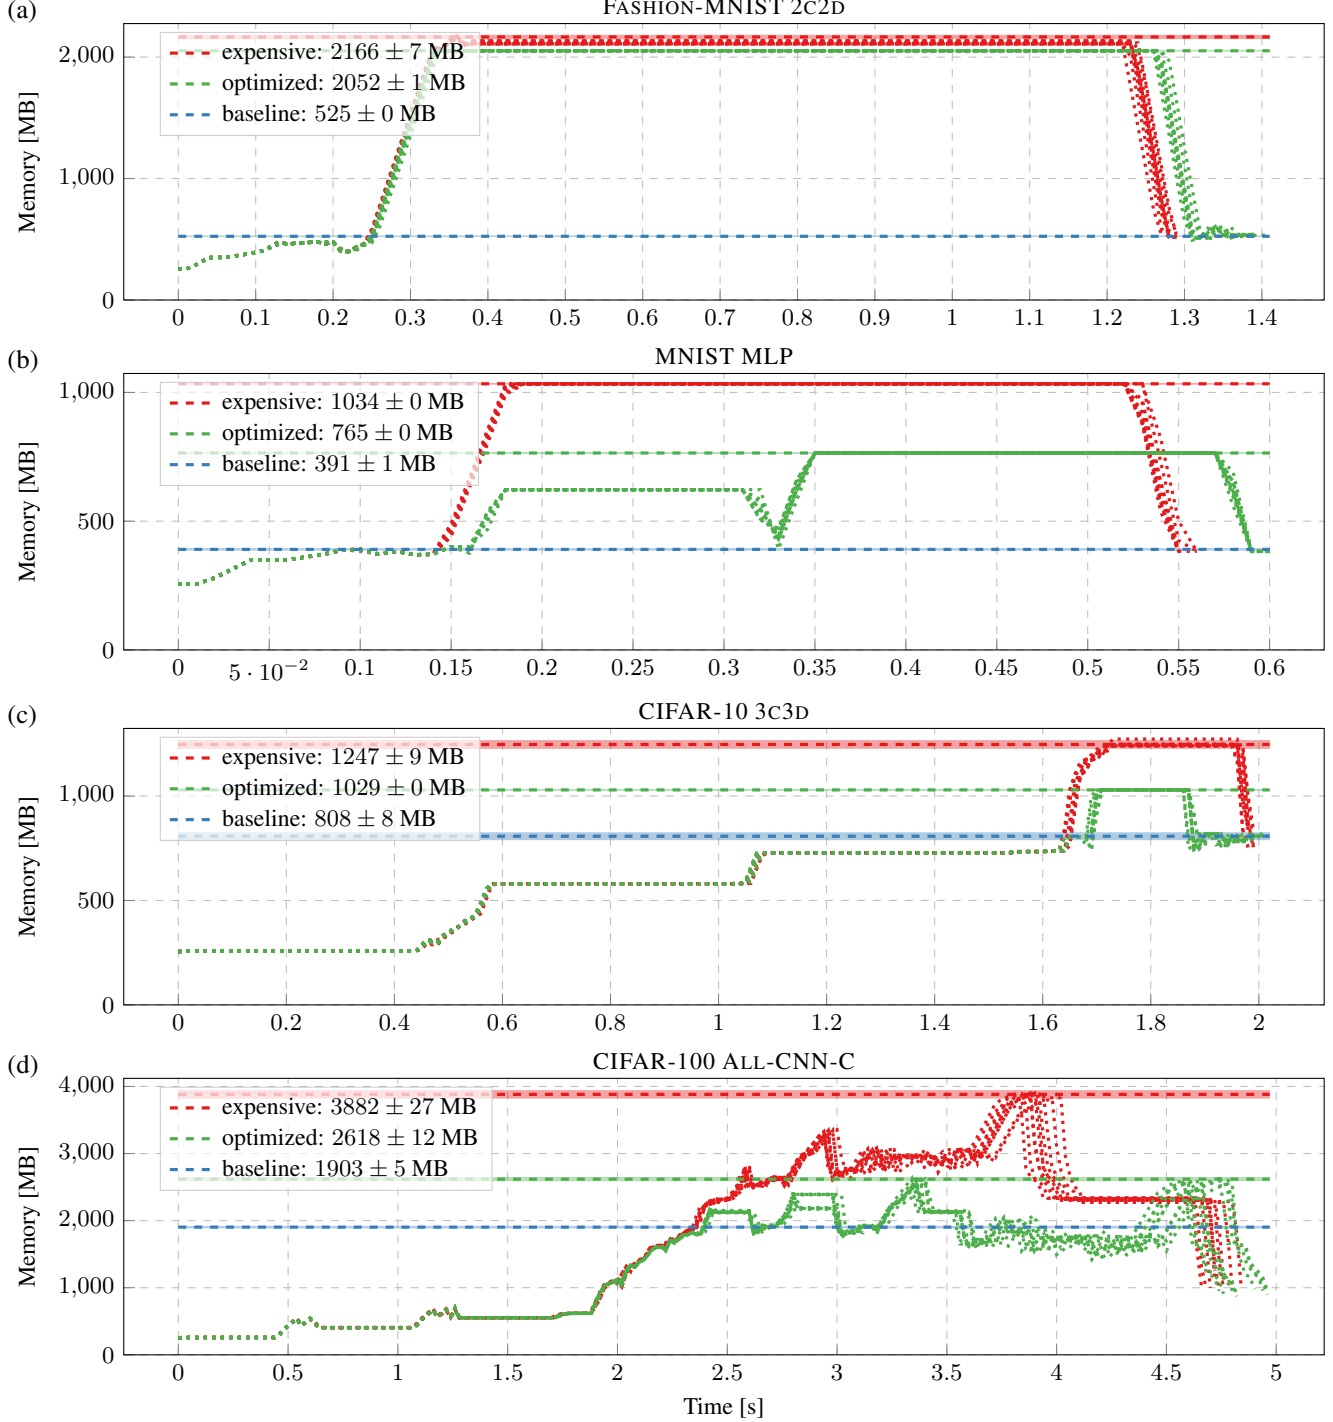 (a)
FASHION-MNIST 2C2D
expensive: 2166 ± 7 MB
optimized: 2052 ± 1 MB
baseline: 525 ± 0 MB
Memory [MB]
2,000
1,000
0
0 0.1 0.2 0.3 0.4 0.5 0.6 0.7 0.8 0.9 1 1.1 1.2 1.3 1.4
(b)
MNIST MLP
expensive: 1034 ± 0 MB
optimized: 765 ± 0 MB
baseline: 391 ± 1 MB
Memory [MB]
1,000
500
0
0 5 · 10⁻² 0.1 0.15 0.2 0.25 0.3 0.35 0.4 0.45 0.5 0.55 0.6
(c)
CIFAR-10 3C3D
expensive: 1247 ± 9 MB
optimized: 1029 ± 0 MB
baseline: 808 ± 8 MB
Memory [MB]
1,000
500
0
0 0.2 0.4 0.6 0.8 1 1.2 1.4 1.6 1.8 2
(d)
CIFAR-100 ALL-CNN-C
expensive: 3882 ± 27 MB
optimized: 2618 ± 12 MB
baseline: 1903 ± 5 MB
Memory [MB]
4,000
3,000
2,000
1,000
0
0 0.5 1 1.5 2 2.5 3 3.5 4 4.5 5
Time [s]